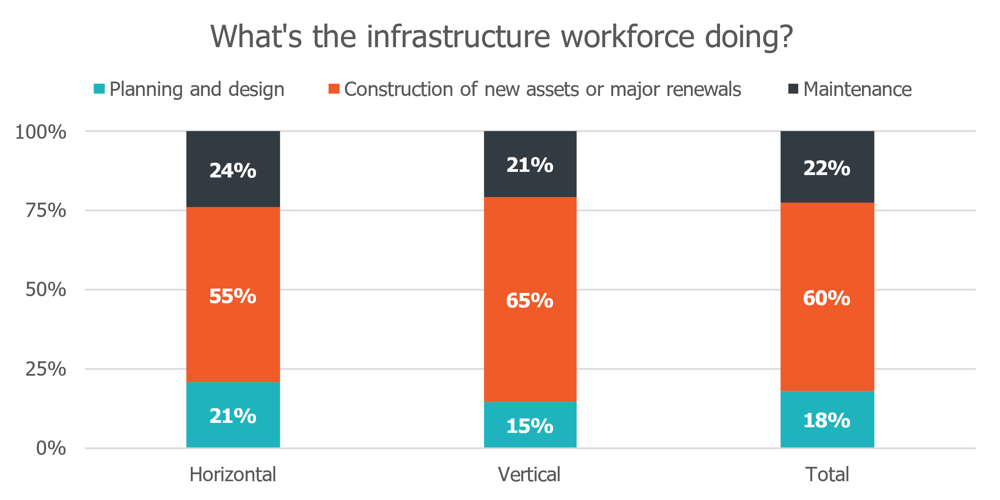 What's the infrastructure workforce doing?
Planning and design Construction of new assets or major renewals Maintenance
100%
24% 21% 22%
75%
50%
55% 65% 60%
25%
21% 15% 18%
0%
Horizontal Vertical Total